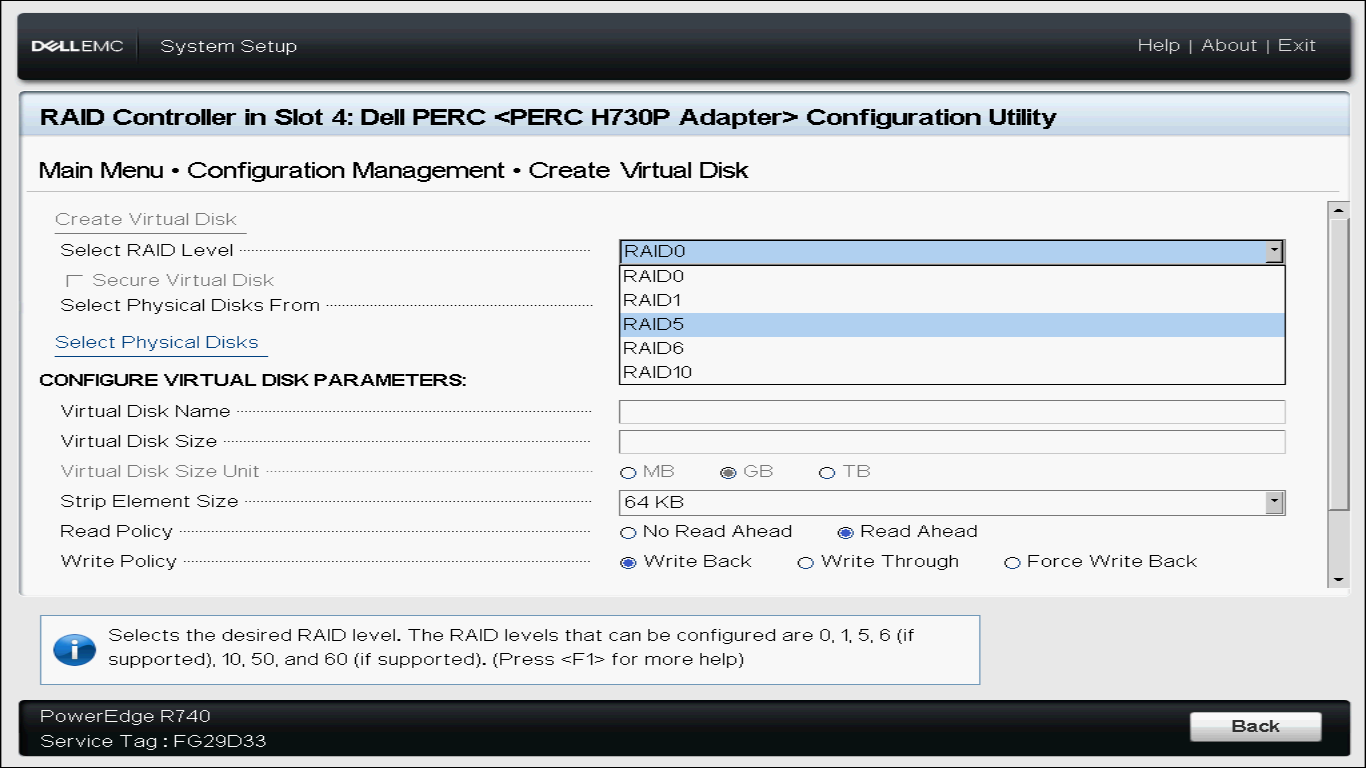 DELLEMC System Setup Help | About | Exit
RAID Controller in Slot 4: Dell PERC <PERC H730P Adapter> Configuration Utility
Main Menu • Configuration Management • Create Virtual Disk
Create Virtual Disk
Select RAID Level RAID0
RAID0
Secure Virtual Disk
RAID1
Select Physical Disks From
RAID5
Select Physical Disks
RAID6
RAID10
CONFIGURE VIRTUAL DISK PARAMETERS:
Virtual Disk Name
Virtual Disk Size
Virtual Disk Size Unit MB GB TB
Strip Element Size 64 KB
Read Policy No Read Ahead Read Ahead
Write Policy Write Back Write Through Force Write Back
Selects the desired RAID level. The RAID levels that can be configured are 0, 1, 5, 6 (if
supported), 10, 50, and 60 (if supported). (Press <F1> for more help)
PowerEdge R740
Service Tag : FG29D33
Back